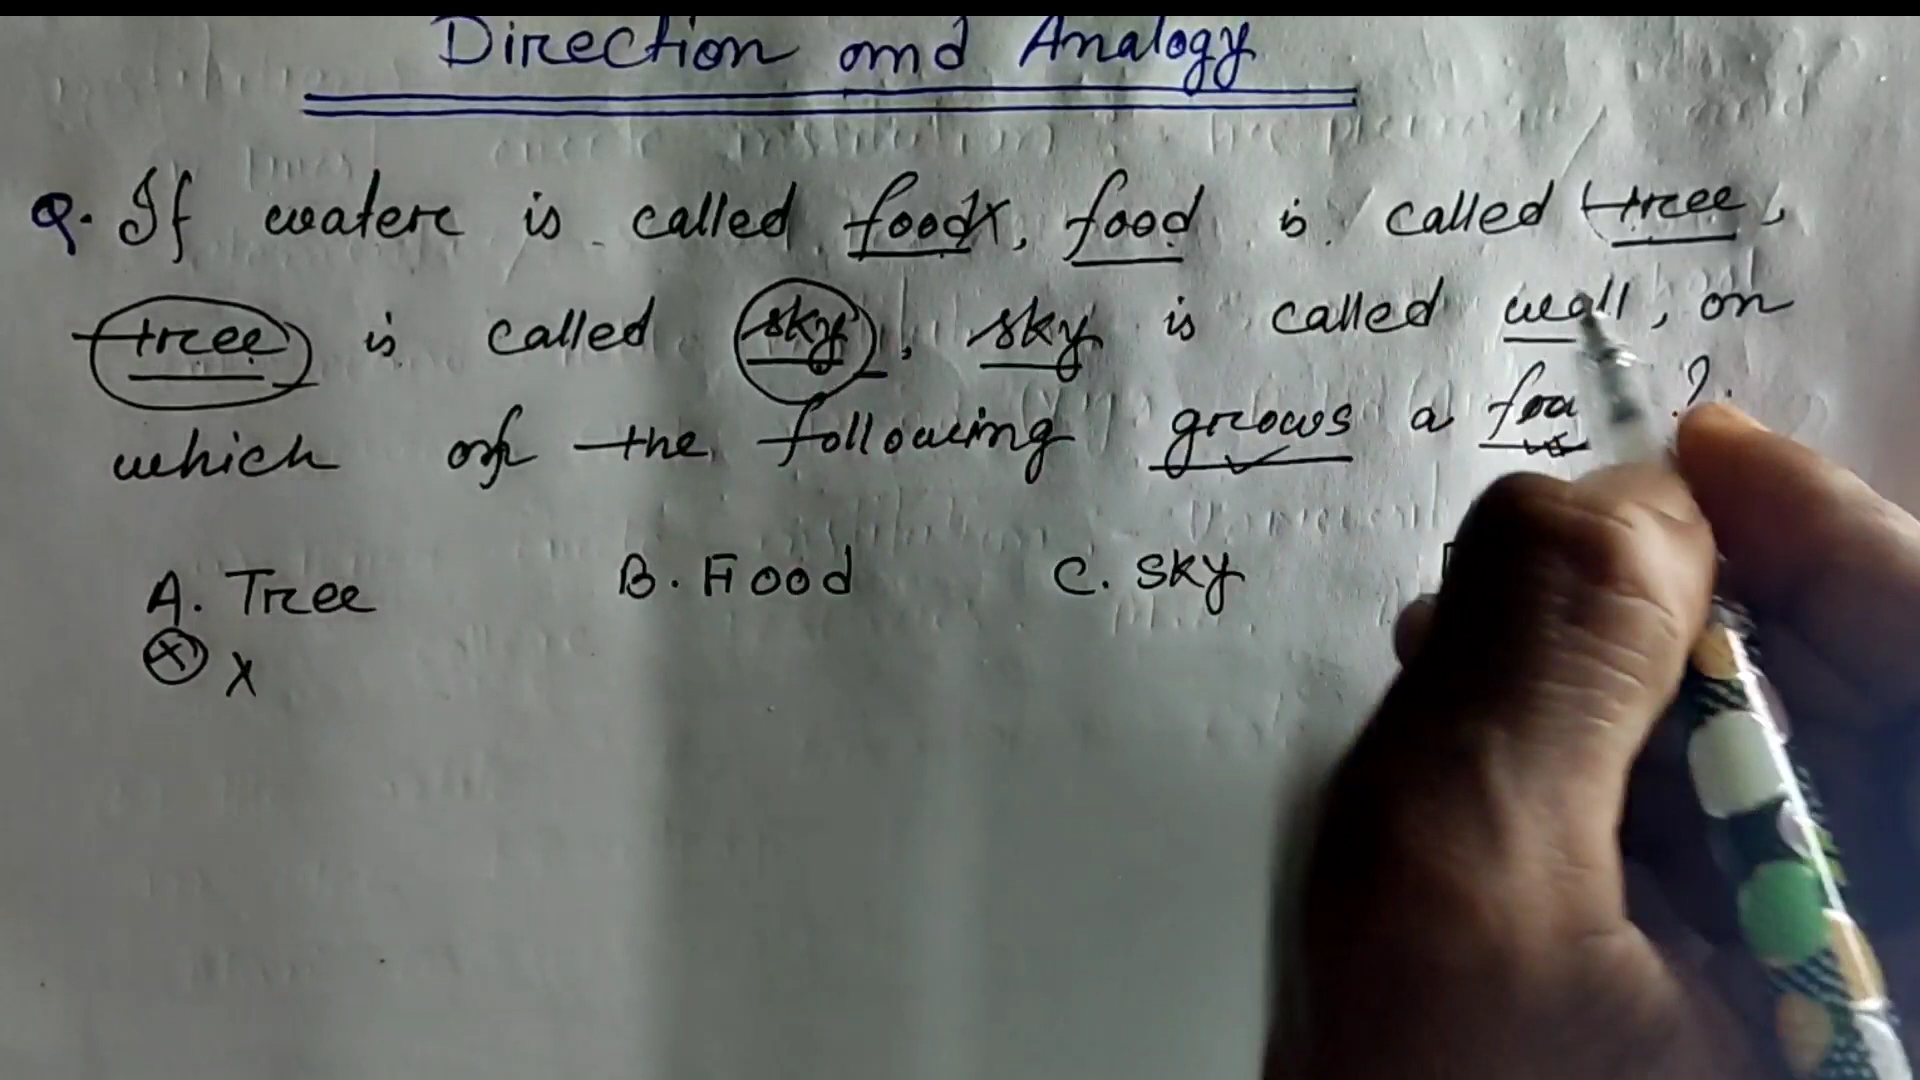 Direction and Analogy
Q. If water is called food, food is called tree,
tree is called sky, sky is called wall, on
which of the following grows a ?
A. Tree B. Food C. Sky